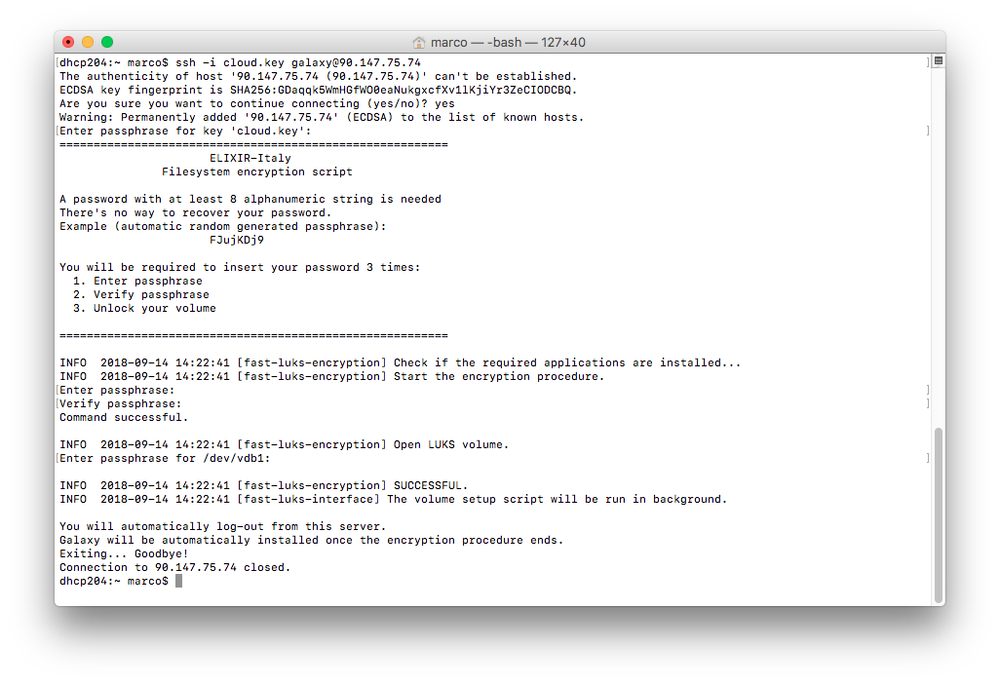 marco — -bash — 127×40
[dhcp204:~ marco$ ssh -i cloud.key galaxy@90.147.75.74 ]
The authenticity of host '90.147.75.74 (90.147.75.74)' can't be established.
ECDSA key fingerprint is SHA256:GDaqqk5WmHGfWO0eaNukgxcfXv1lKjiYr3ZeCIODCBQ.
Are you sure you want to continue connecting (yes/no)? yes
Warning: Permanently added '90.147.75.74' (ECDSA) to the list of known hosts.
[Enter passphrase for key 'cloud.key': ]
=========================================================
ELIXIR-Italy
Filesystem encryption script
A password with at least 8 alphanumeric string is needed
There's no way to recover your password.
Example (automatic random generated passphrase):
FJujKDj9
You will be required to insert your password 3 times:
1. Enter passphrase
2. Verify passphrase
3. Unlock your volume
=========================================================
INFO  2018-09-14 14:22:41 [fast-luks-encryption] Check if the required applications are installed...
INFO  2018-09-14 14:22:41 [fast-luks-encryption] Start the encryption procedure.
[Enter passphrase: ]
[Verify passphrase: ]
Command successful.
INFO  2018-09-14 14:22:41 [fast-luks-encryption] Open LUKS volume.
[Enter passphrase for /dev/vdb1: ]
INFO  2018-09-14 14:22:41 [fast-luks-encryption] SUCCESSFUL.
INFO  2018-09-14 14:22:41 [fast-luks-interface] The volume setup script will be run in background.
You will automatically log-out from this server.
Galaxy will be automatically installed once the encryption procedure ends.
Exiting... Goodbye!
Connection to 90.147.75.74 closed.
dhcp204:~ marco$